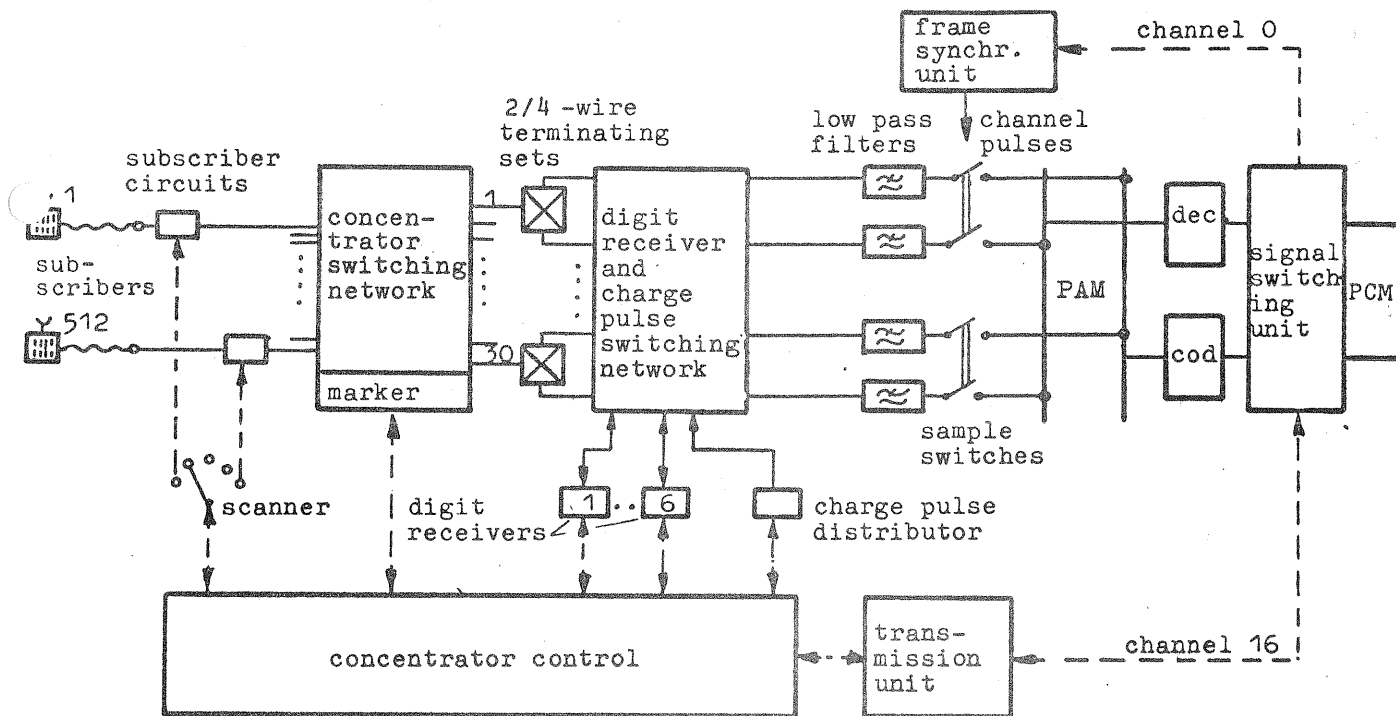 frame
synchr.
unit
channel 0
2/4-wire
terminating
sets
low pass
filters
channel
pulses
subscriber
circuits
1
concen-
trator
switching
network
marker
1
30
digit
receiver
and
charge
pulse
switching
network
sub-
scribers
512
PAM
dec
cod
signal
switch
ing
unit
PCM
sample
switches
scanner
digit
receivers
1
..
6
charge pulse
distributor
concentrator control
trans-
mission
unit
channel 16